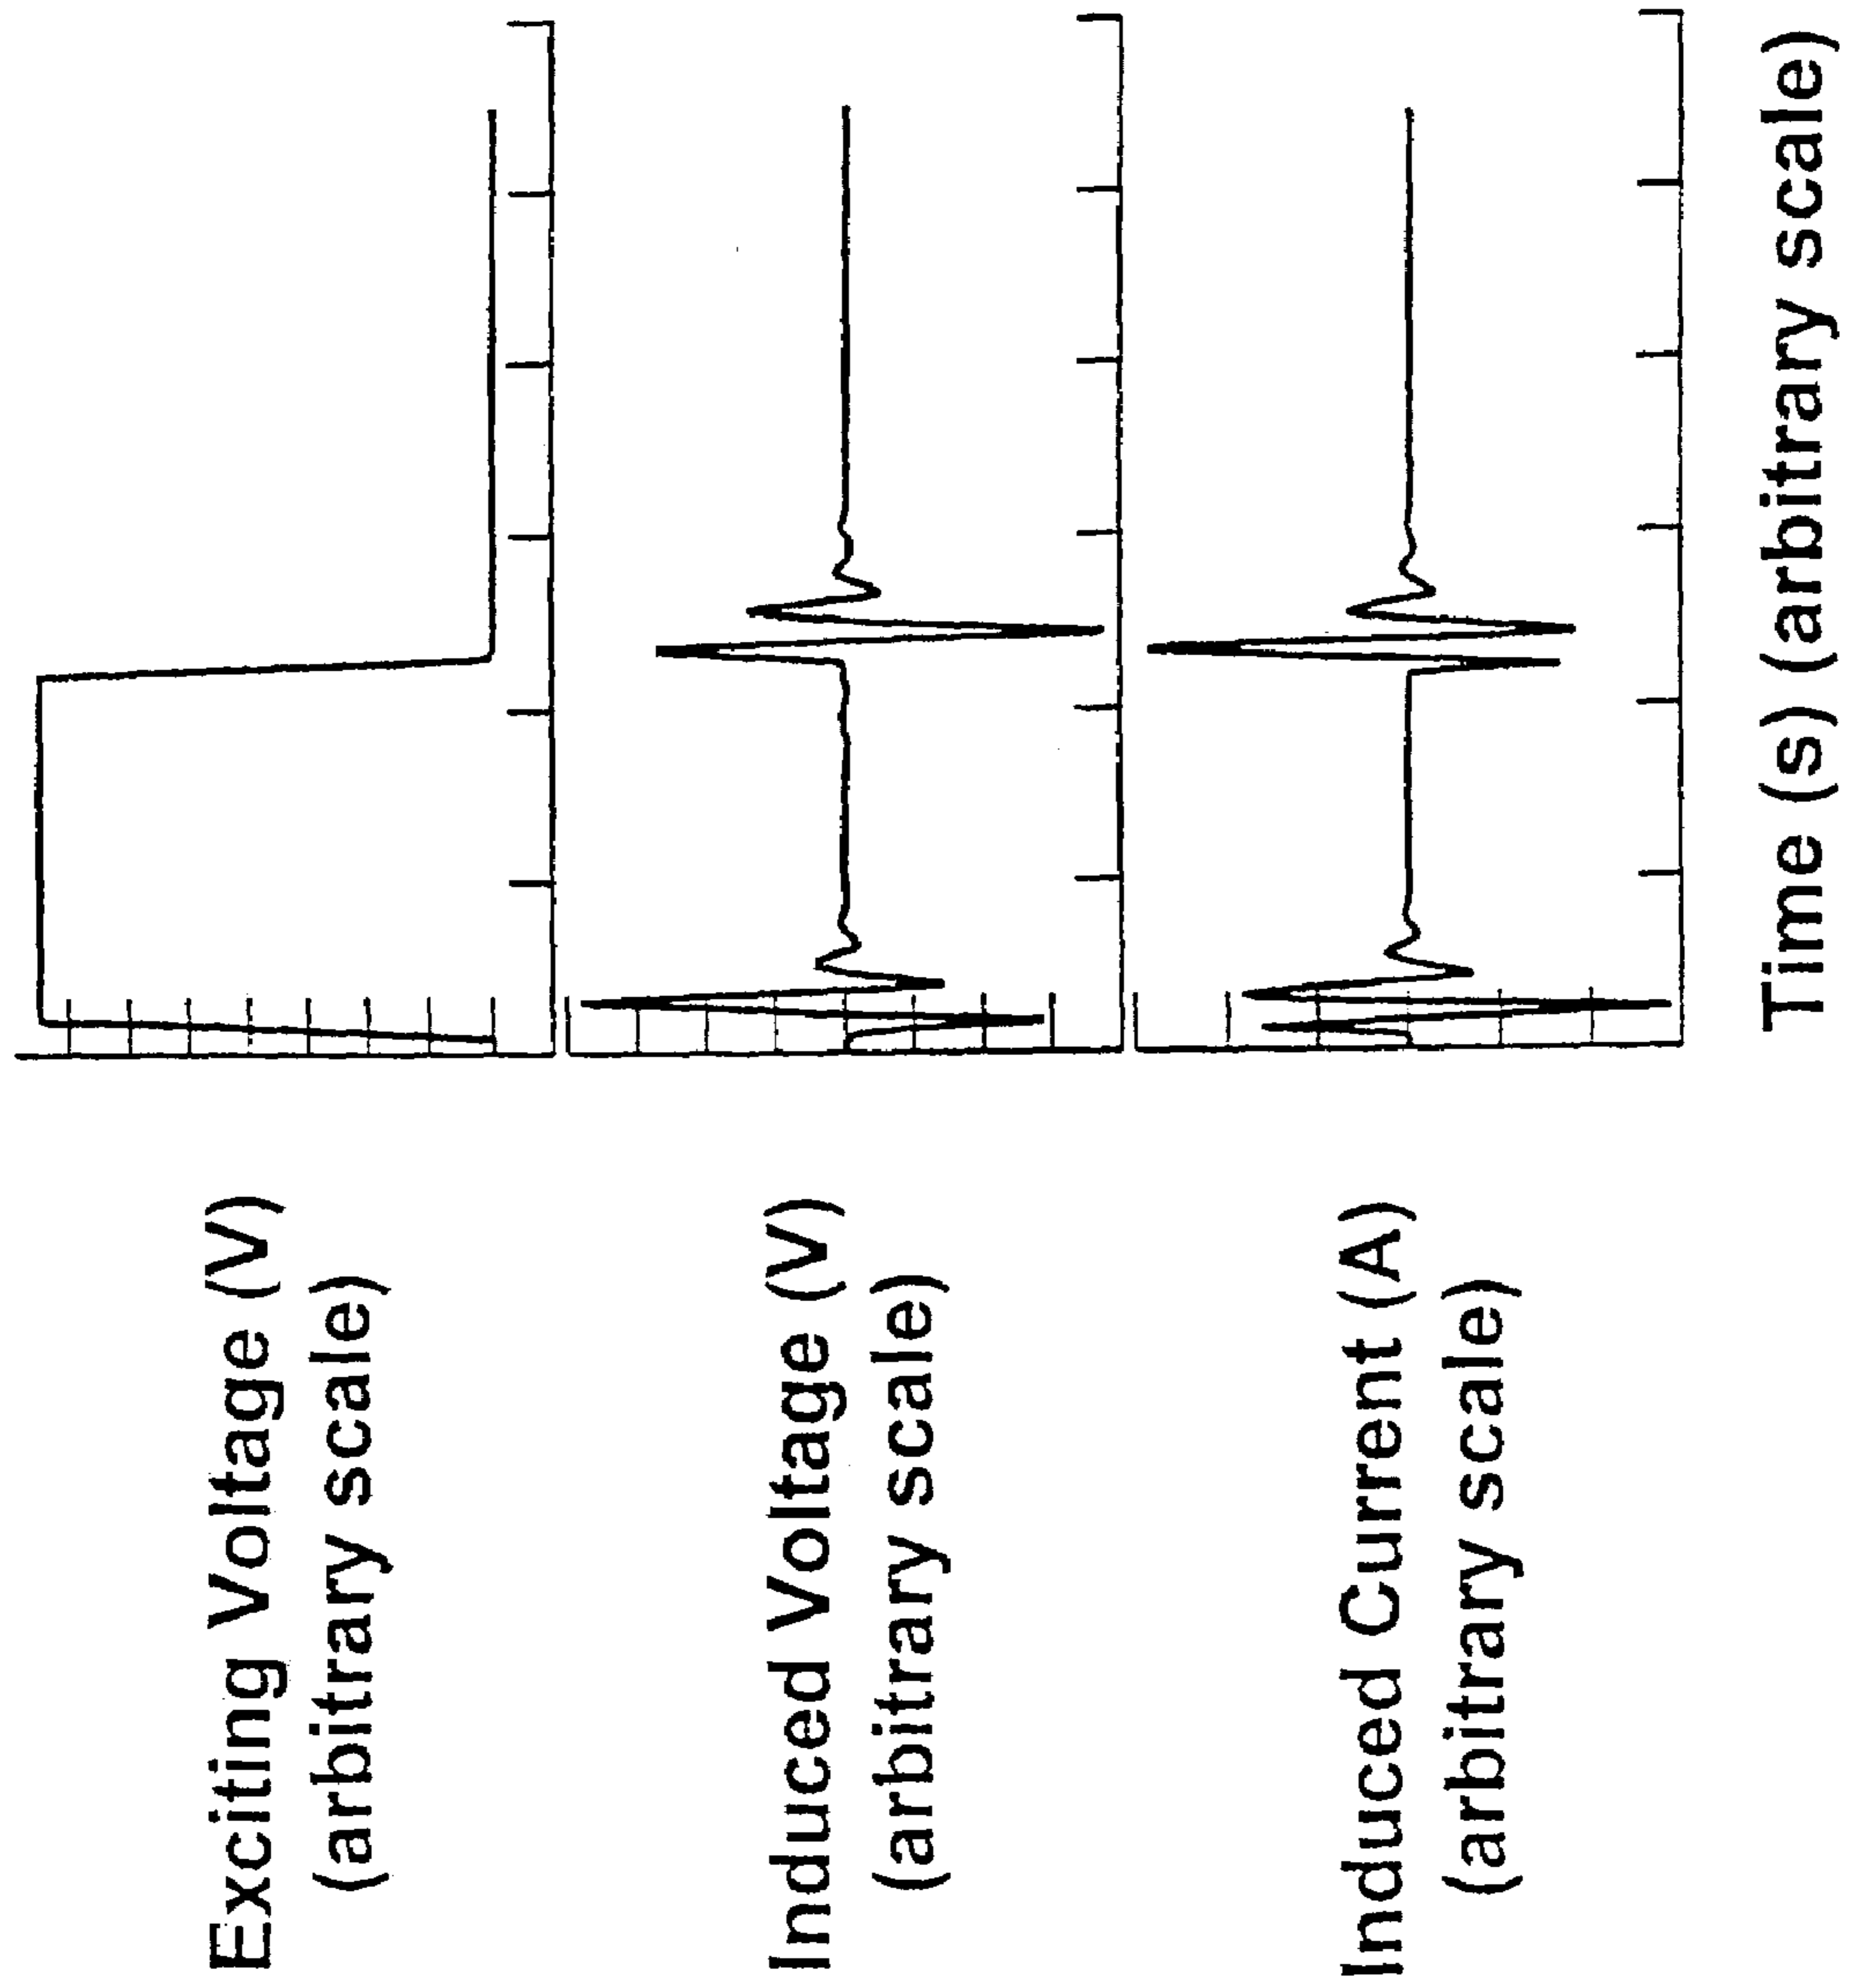 Exciting Voltage (V)
(arbitrary scale)
Induced Voltage (V)
(arbitrary scale)
Induced Current (A)
(arbitrary scale)
Time (s) (arbitrary scale)